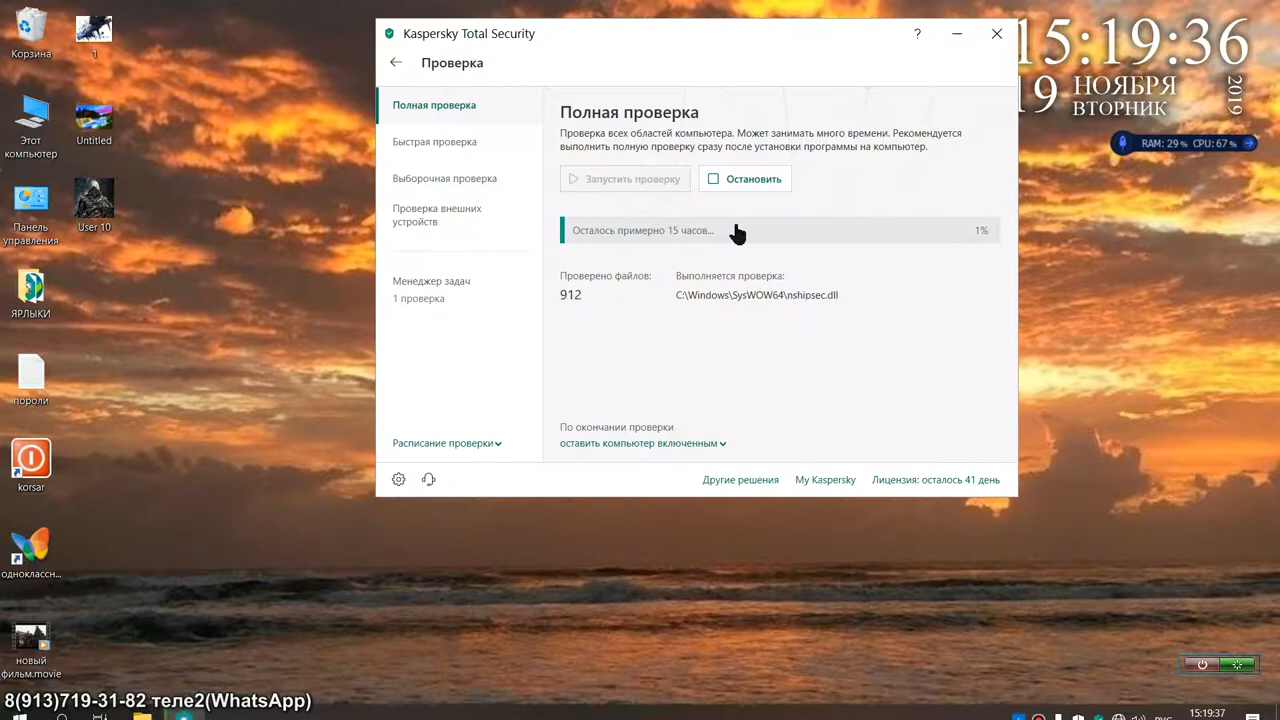 Корзина
1
Этот
компьютер
Untitled
Панель
управления
User 10
ЯРЛЫКИ
пороли
korsar
одноклассн...
новый
фильм.movie
8(913)719-31-82 теле2(WhatsApp)
Kaspersky Total Security
?
Проверка
Полная проверка
Быстрая проверка
Выборочная проверка
Проверка внешних
устройств
Менеджер задач
1 проверка
Расписание проверки
Полная проверка
Проверка всех областей компьютера. Может занимать много времени. Рекомендуется
выполнить полную проверку сразу после установки программы на компьютер.
Запустить проверку
Остановить
Осталось примерно 15 часов...
1%
Проверено файлов:
912
Выполняется проверка:
C:\Windows\SysWOW64\nshipsec.dll
По окончании проверки
оставить компьютер включенным
Другие решения
My Kaspersky
Лицензия: осталось 41 день
15:19:36
19 НОЯБРЯ
ВТОРНИК
2019
RAM: 29% CPU: 67%
РУС
15:19:37